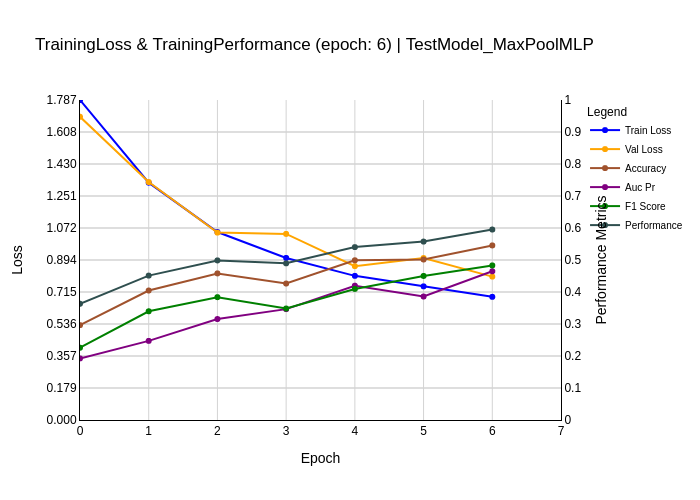 TrainingLoss & TrainingPerformance (epoch: 6) | TestModel_MaxPoolMLP
Loss
1.787
1.608
1.430
1.251
1.072
0.894
0.715
0.536
0.357
0.179
0.000
0
1
2
3
4
5
6
7
Epoch
1
0.9
0.8
0.7
0.6
0.5
0.4
0.3
0.2
0.1
0
Performance Metrics
Legend
Train Loss
Val Loss
Accuracy
Auc Pr
F1 Score
Performance